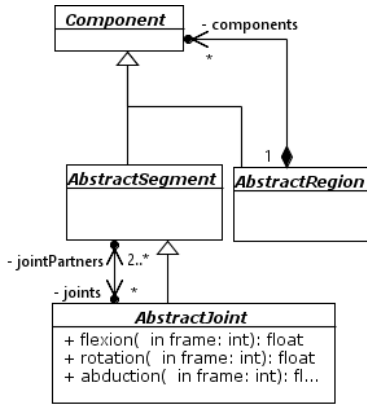 Component
- components
*
1
AbstractSegment
AbstractRegion
- jointPartners
2..*
- joints
*
AbstractJoint
+ flexion( in frame: int): float
+ rotation( in frame: int): float
+ abduction( in frame: int): fl...